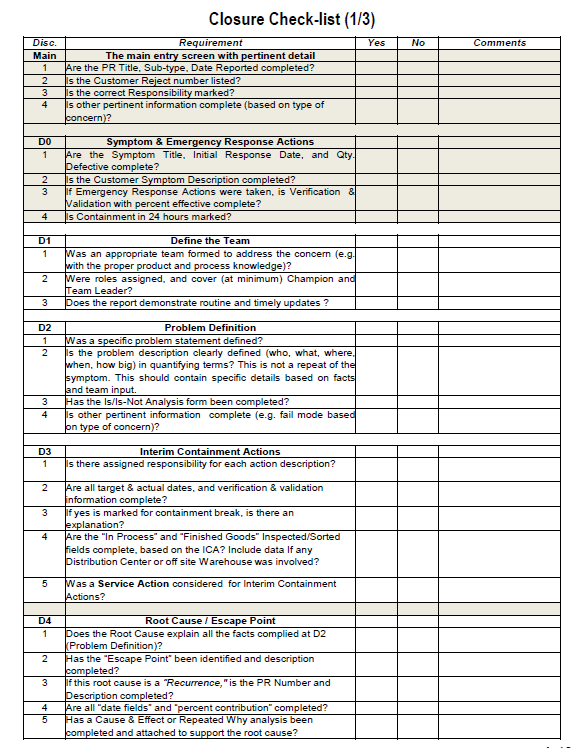 Closure Check-list (1/3)
Disc. Requirement Yes No Comments
Main The main entry screen with pertinent detail
1 Are the PR Title, Sub-type, Date Reported completed?
2 Is the Customer Reject number listed?
3 Is the correct Responsibility marked?
4 Is other pertinent information complete (based on type of
concern)?
D0 Symptom & Emergency Response Actions
1 Are the Symptom Title, Initial Response Date, and Qty.
Defective complete?
2 Is the Customer Symptom Description completed?
3 If Emergency Response Actions were taken, is Verification &
Validation with percent effective complete?
4 Is Containment in 24 hours marked?
D1 Define the Team
1 Was an appropriate team formed to address the concern (e.g.
with the proper product and process knowledge)?
2 Were roles assigned, and cover (at minimum) Champion and
Team Leader?
3 Does the report demonstrate routine and timely updates ?
D2 Problem Definition
1 Was a specific problem statement defined?
2 Is the problem description clearly defined (who, what, where,
when, how big) in quantifying terms? This is not a repeat of the
symptom. This should contain specific details based on facts
and team input.
3 Has the Is/Is-Not Analysis form been completed?
4 Is other pertinent information complete (e.g. fail mode based
on type of concern)?
D3 Interim Containment Actions
1 Is there assigned responsibility for each action description?
2 Are all target & actual dates, and verification & validation
information complete?
3 If yes is marked for containment break, is there an
explanation?
4 Are the "In Process" and "Finished Goods" Inspected/Sorted
fields complete, based on the ICA? Include data If any
Distribution Center or off site Warehouse was involved?
5 Was a Service Action considered for Interim Containment
Actions?
D4 Root Cause / Escape Point
1 Does the Root Cause explain all the facts complied at D2
(Problem Definition)?
2 Has the "Escape Point" been identified and description
completed?
3 If this root cause is a "Recurrence," is the PR Number and
Description completed?
4 Are all "date fields" and "percent contribution" completed?
5 Has a Cause & Effect or Repeated Why analysis been
completed and attached to support the root cause?